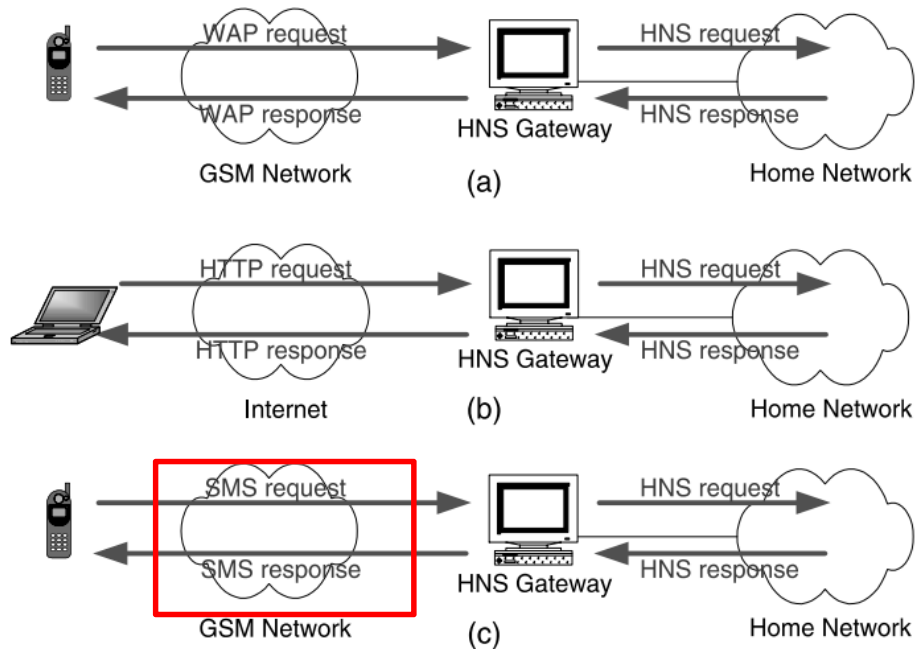 WAP request
HNS request
WAP response
HNS response
HNS Gateway
GSM Network
Home Network
(a)
HTTP request
HNS request
HTTP response
HNS response
HNS Gateway
Internet
Home Network
(b)
SMS request
HNS request
SMS response
HNS response
HNS Gateway
GSM Network
Home Network
(c)